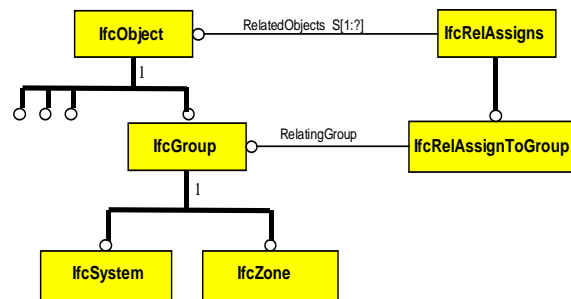 IfcObject
RelatedObjects S[1:?]
IfcRelAssigns
1
IfcGroup
RelatingGroup
IfcRelAssignToGroup
1
IfcSystem
IfcZone